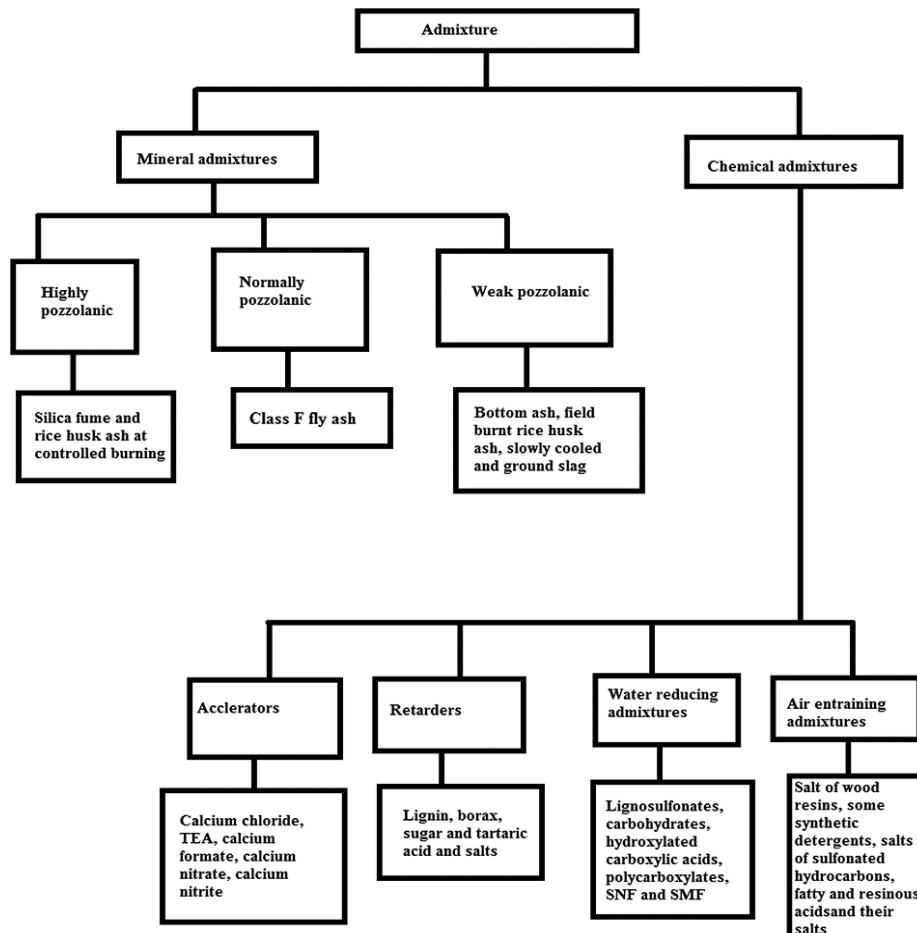 Admixture
Mineral admixtures
Chemical admixtures
Highly
pozzolanic
Normally
pozzolanic
Weak pozzolanic
Silica fume and
rice husk ash at
controlled burning
Class F fly ash
Bottom ash, field
burnt rice husk
ash, slowly cooled
and ground slag
Acclerators
Retarders
Water reducing
admixtures
Air entraining
admixtures
Calcium chloride,
TEA, calcium
formate, calcium
nitrate, calcium
nitrite
Lignin, borax,
sugar and tartaric
acid and salts
Lignosulfonates,
carbohydrates,
hydroxylated
carboxylic acids,
polycarboxylates,
SNF and SMF
Salt of wood
resins, some
synthetic
detergents, salts
of sulfonated
hydrocarbons,
fatty and resinous
acidsand their
salts